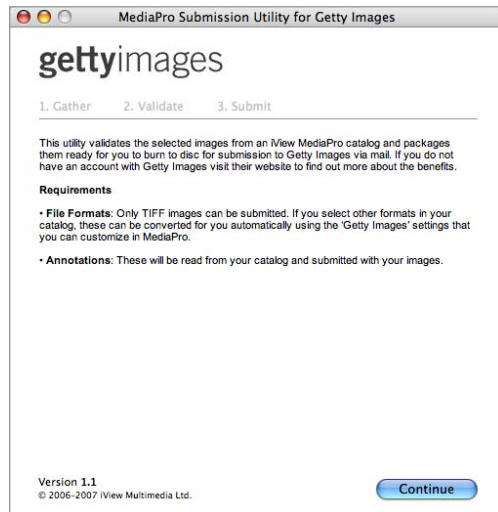 MediaPro Submission Utility for Getty Images
gettyimages
1. Gather 2. Validate 3. Submit
This utility validates the selected images from an iView MediaPro catalog and packages
them ready for you to burn to disc for submission to Getty Images via mail. If you do not
have an account with Getty Images visit their website to find out more about the benefits.
Requirements
• File Formats: Only TIFF images can be submitted. If you select other formats in your
catalog, these can be converted for you automatically using the 'Getty Images' settings that
you can customize in MediaPro.
• Annotations: These will be read from your catalog and submitted with your images.
Version 1.1
© 2006-2007 iView Multimedia Ltd.
Continue